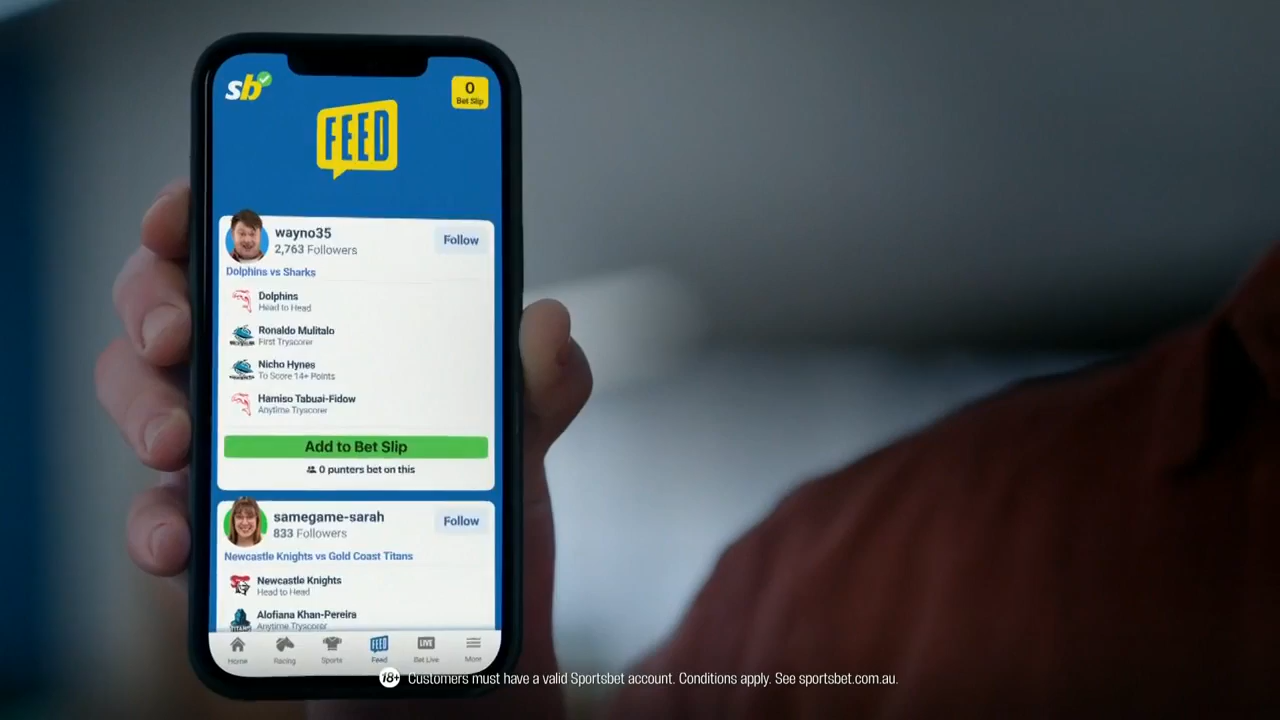 sb
0
Bet Slip
FEED
wayno35
2,763 Followers
Follow
Dolphins vs Sharks
Dolphins
Head to Head
Ronaldo Mulitalo
First Tryscorer
Nicho Hynes
To Score 14+ Points
Hamiso Tabuai-Fidow
Anytime Tryscorer
Add to Bet Slip
0 punters bet on this
samegame-sarah
833 Followers
Follow
Newcastle Knights vs Gold Coast Titans
Newcastle Knights
Head to Head
Alofiana Khan-Pereira
Anytime Tryscorer
TITANS
FEED
LIVE
Home
Racing
Sports
Feed
Bet Live
More
18+ Customers must have a valid Sportsbet account. Conditions apply. See sportsbet.com.au.